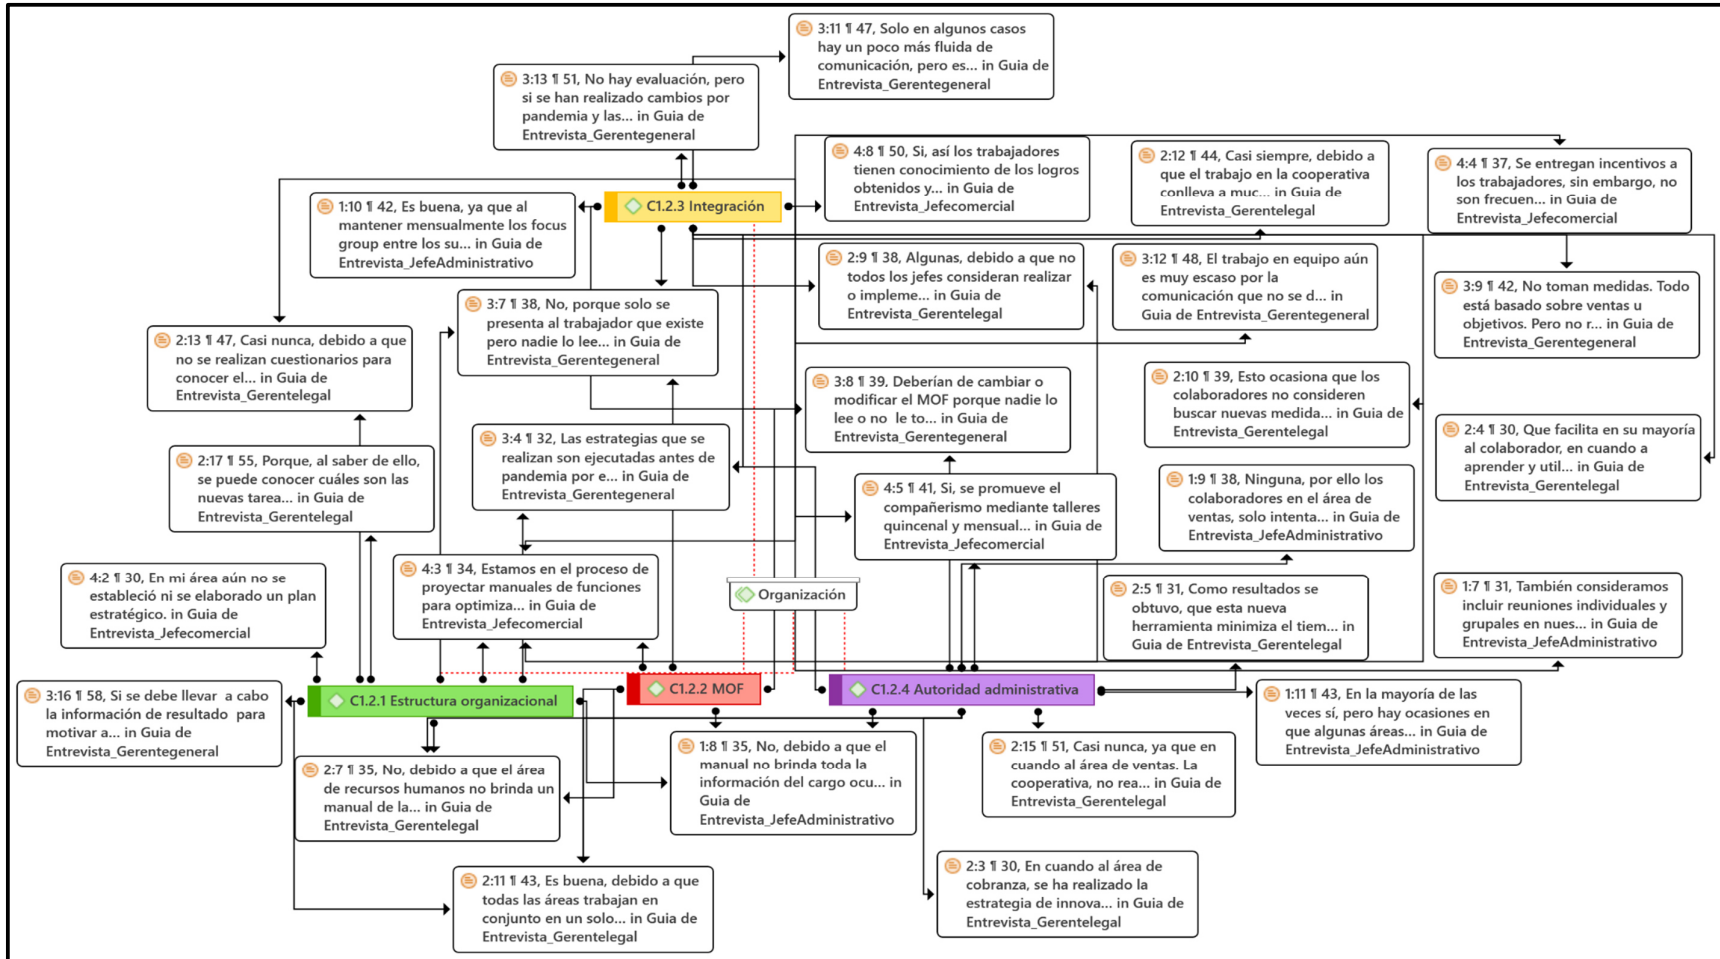 3:11 ¶ 47, Solo en algunos casos
hay un poco más fluida de
comunicación, pero es... in Guia de
Entrevista_Gerentegeneral
3:13 ¶ 51, No hay evaluación, pero
si se han realizado cambios por
pandemia y las... in Guia de
Entrevista_Gerentegeneral
4:8 ¶ 50, Si, así los trabajadores
tienen conocimiento de los logros
obtenidos y... in Guia de
Entrevista_Jefecomercial
2:12 ¶ 44, Casi siempre, debido a
que el trabajo en la cooperativa
conlleva a muc... in Guia de
Entrevista_Gerentelegal
4:4 ¶ 37, Se entregan incentivos a
los trabajadores, sin embargo, no
son frecuen... in Guia de
Entrevista_Jefecomercial
1:10 ¶ 42, Es buena, ya que al
mantener mensualmente los focus
group entre los su... in Guia de
Entrevista_JefeAdministrativo
C1.2.3 Integración
2:9 ¶ 38, Algunas, debido a que no
todos los jefes consideran realizar
o impleme... in Guia de
Entrevista_Gerentelegal
3:12 ¶ 48, El trabajo en equipo aún
es muy escaso por la
comunicación que no se d... in
Guia de Entrevista_Gerentegeneral
3:9 ¶ 42, No toman medidas. Todo
está basado sobre ventas u
objetivos. Pero no r... in Guia de
Entrevista_Gerentegeneral
3:7 ¶ 38, No, porque solo se
presenta al trabajador que existe
pero nadie lo lee... in Guia de
Entrevista_Gerentegeneral
2:13 ¶ 47, Casi nunca, debido a que
no se realizan cuestionarios para
conocer el... in Guia de
Entrevista_Gerentelegal
3:8 ¶ 39, Deberían de cambiar o
modificar el MOF porque nadie lo
lee o no le to... in Guia de
Entrevista_Gerentegeneral
2:10 ¶ 39, Esto ocasiona que los
colaboradores no consideren
buscar nuevas medida... in Guia de
Entrevista_Gerentelegal
2:4 ¶ 30, Que facilita en su mayoría
al colaborador, en cuando a
aprender y util... in Guia de
Entrevista_Gerentelegal
3:4 ¶ 32, Las estrategias que se
realizan son ejecutadas antes de
pandemia por e... in Guia de
Entrevista_Gerentegeneral
2:17 ¶ 55, Porque, al saber de ello,
se puede conocer cuáles son las
nuevas tarea... in Guia de
Entrevista_Gerentelegal
4:5 ¶ 41, Si, se promueve el
compañerismo mediante talleres
quincenal y mensual... in Guia de
Entrevista_Jefecomercial
1:9 ¶ 38, Ninguna, por ello los
colaboradores en el área de
ventas, solo intenta... in Guia de
Entrevista_JefeAdministrativo
4:2 ¶ 30, En mi área aún no se
estableció ni se elaborado un plan
estratégico. in Guia de
Entrevista_Jefecomercial
4:3 ¶ 34, Estamos en el proceso de
proyectar manuales de funciones
para optimiza... in Guia de
Entrevista_Jefecomercial
Organización
2:5 ¶ 31, Como resultados se
obtuvo, que esta nueva
herramienta minimiza el tiem... in
Guia de Entrevista_Gerentelegal
1:7 ¶ 31, También consideramos
incluir reuniones individuales y
grupales en nues... in Guia de
Entrevista_JefeAdministrativo
3:16 ¶ 58, Si se debe llevar a cabo
la información de resultado para
motivar a... in Guia de
Entrevista_Gerentegeneral
C1.2.1 Estructura organizacional
C1.2.2 MOF
C1.2.4 Autoridad administrativa
1:11 ¶ 43, En la mayoría de las
veces sí, pero hay ocasiones en
que algunas áreas... in Guia de
Entrevista_JefeAdministrativo
2:7 ¶ 35, No, debido a que el área
de recursos humanos no brinda un
manual de la... in Guia de
Entrevista_Gerentelegal
1:8 ¶ 35, No, debido a que el
manual no brinda toda la
información del cargo ocu... in
Guia de
Entrevista_JefeAdministrativo
2:15 ¶ 51, Casi nunca, ya que en
cuando al área de ventas. La
cooperativa, no rea... in Guia de
Entrevista_Gerentelegal
2:11 ¶ 43, Es buena, debido a que
todas las áreas trabajan en
conjunto en un solo... in Guia de
Entrevista_Gerentelegal
2:3 ¶ 30, En cuando al área de
cobranza, se ha realizado la
estrategia de innova... in Guia de
Entrevista_Gerentelegal